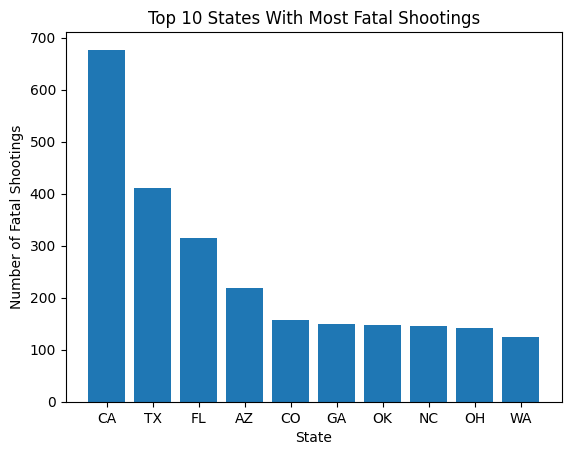 Top 10 States With Most Fatal Shootings
Number of Fatal Shootings
700
600
500
400
300
200
100
0
CA TX FL AZ CO GA OK NC OH WA
State